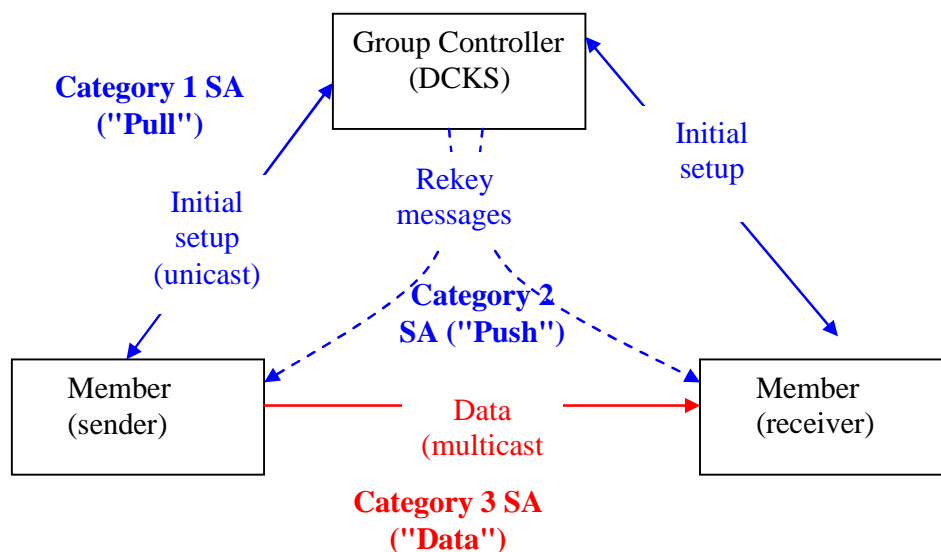 Group Controller
(DCKS)
Category 1 SA
("Pull")
Initial
setup
Rekey
messages
Initial
setup
(unicast)
Category 2
SA ("Push")
Member
(sender)
Data
(multicast
Member
(receiver)
Category 3 SA
("Data")